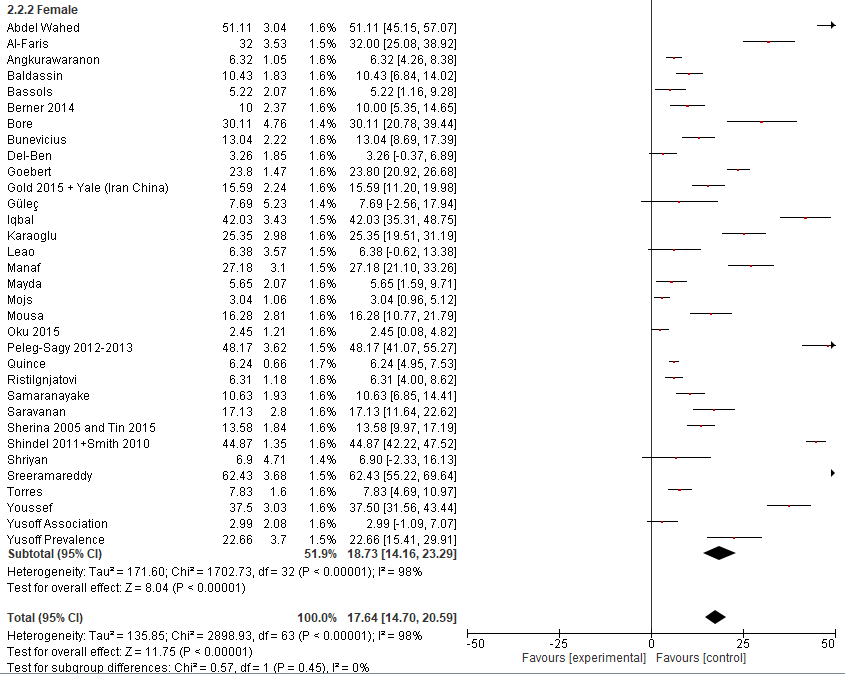 2.2.2 Female
Abdel Wahed 51.11 3.04 1.6% 51.11 [45.15, 57.07]
Al-Faris 32 3.53 1.5% 32.00 [25.08, 38.92]
Angkurawaranon 6.32 1.05 1.6% 6.32 [4.26, 8.38]
Baldassin 10.43 1.83 1.6% 10.43 [6.84, 14.02]
Bassols 5.22 2.07 1.6% 5.22 [1.16, 9.28]
Berner 2014 10 2.37 1.6% 10.00 [5.35, 14.65]
Bore 30.11 4.76 1.4% 30.11 [20.78, 39.44]
Bunevicius 13.04 2.22 1.6% 13.04 [8.69, 17.39]
Del-Ben 3.26 1.85 1.6% 3.26 [-0.37, 6.89]
Goebert 23.8 1.47 1.6% 23.80 [20.92, 26.68]
Gold 2015 + Yale (Iran China) 15.59 2.24 1.6% 15.59 [11.20, 19.98]
Güleç 7.69 5.23 1.4% 7.69 [-2.56, 17.94]
Iqbal 42.03 3.43 1.6% 42.03 [35.31, 48.75]
Karaoglu 25.35 2.98 1.6% 25.35 [19.51, 31.19]
Leao 6.38 3.57 1.5% 6.38 [-0.62, 13.38]
Manaf 27.18 3.1 1.6% 27.18 [21.10, 33.26]
Mayda 5.65 2.07 1.6% 5.65 [1.59, 9.71]
Mojs 3.04 1.06 1.6% 3.04 [0.96, 5.12]
Mousa 16.28 2.81 1.6% 16.28 [10.77, 21.79]
Oku 2015 2.45 1.21 1.6% 2.45 [0.08, 4.82]
Peleg-Sagy 2012-2013 48.17 3.62 1.5% 48.17 [41.07, 55.27]
Quince 6.24 0.66 1.7% 6.24 [4.95, 7.53]
Ristilgnjatovi 6.31 1.18 1.6% 6.31 [4.00, 8.62]
Samaranayake 10.63 1.93 1.6% 10.63 [6.85, 14.41]
Saravanan 17.13 2.8 1.6% 17.13 [11.64, 22.62]
Sherina 2005 and Tin 2015 13.58 1.84 1.6% 13.58 [9.97, 17.19]
Shindel 2011+Smith 2010 44.87 1.35 1.6% 44.87 [42.22, 47.52]
Shriyan 6.9 4.71 1.4% 6.90 [-2.33, 16.13]
Sreeramareddy 62.43 3.68 1.5% 62.43 [55.22, 69.64]
Torres 7.83 1.6 1.6% 7.83 [4.69, 10.97]
Youssef 37.5 3.03 1.6% 37.50 [31.56, 43.44]
Yusoff Association 2.99 2.08 1.6% 2.99 [-1.09, 7.07]
Yusoff Prevalence 22.66 3.7 1.5% 22.66 [15.41, 29.91]
Subtotal (95% CI) 51.9% 18.73 [14.16, 23.29]
Heterogeneity: Tau² = 171.60; Chi² = 1702.73, df = 32 (P < 0.00001); I² = 98%
Test for overall effect: Z = 8.04 (P < 0.00001)
Total (95% CI) 100.0% 17.64 [14.70, 20.59]
Heterogeneity: Tau² = 135.85; Chi² = 2898.93, df = 63 (P < 0.00001); I² = 98%
Test for overall effect: Z = 11.75 (P < 0.00001)
Test for subgroup differences: Chi² = 0.57, df = 1 (P = 0.45), I² = 0%
-50 -25 0 25 50
Favours [experimental] Favours [control]